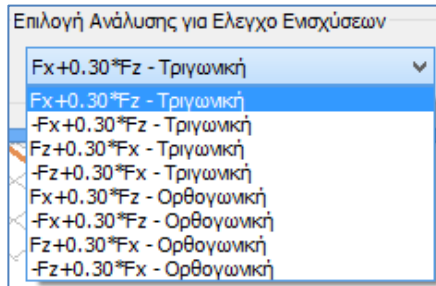 Επιλογή Ανάλυσης για Ελεγχο Ενισχύσεων
Fx+0.30*Fz - Τριγωνική
Fx+0.30*Fz - Τριγωνική
-Fx+0.30*Fz - Τριγωνική
Fz+0.30*Fx - Τριγωνική
-Fz+0.30*Fx - Τριγωνική
Fx+0.30*Fz - Ορθογωνική
-Fx+0.30*Fz - Ορθογωνική
Fz+0.30*Fx - Ορθογωνική
-Fz+0.30*Fx - Ορθογωνική